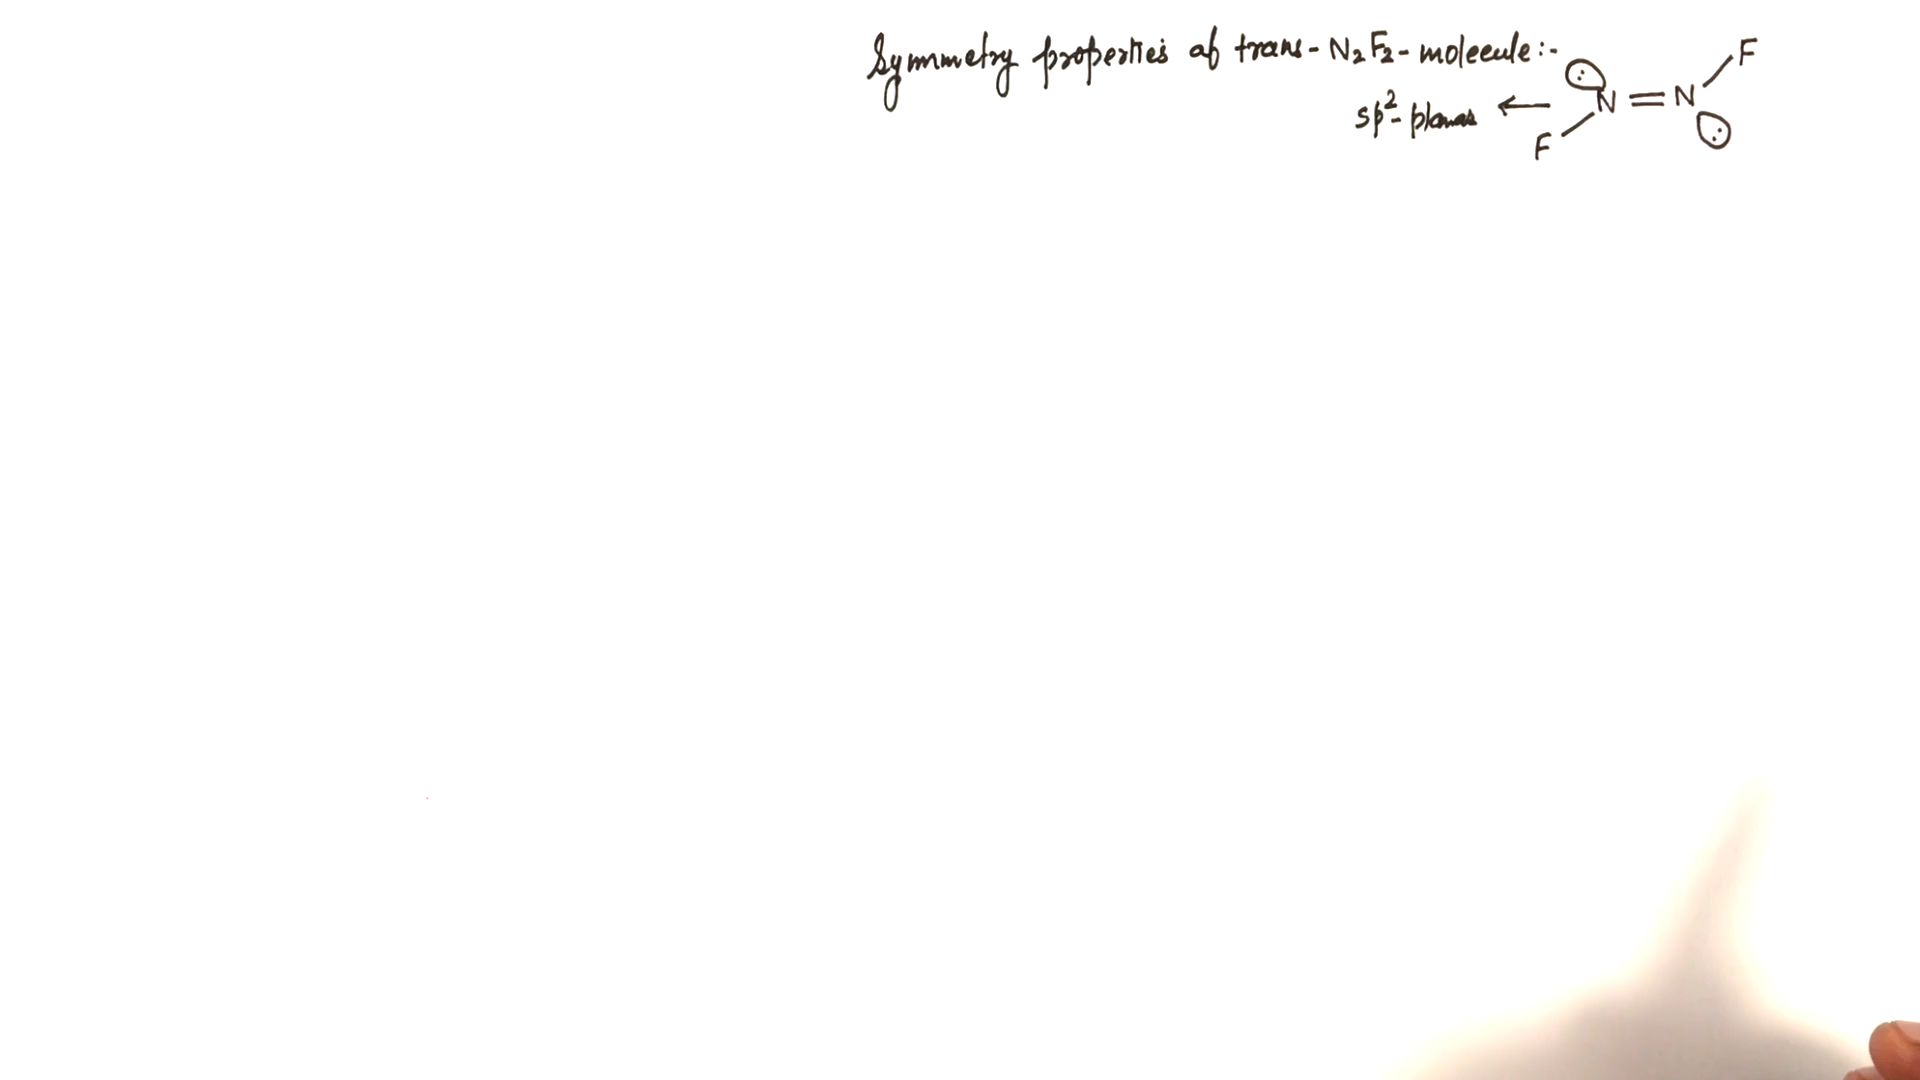 Symmetry properties of trans-N₂F₂-molecule:-
sp²-planar ← N=N
F F